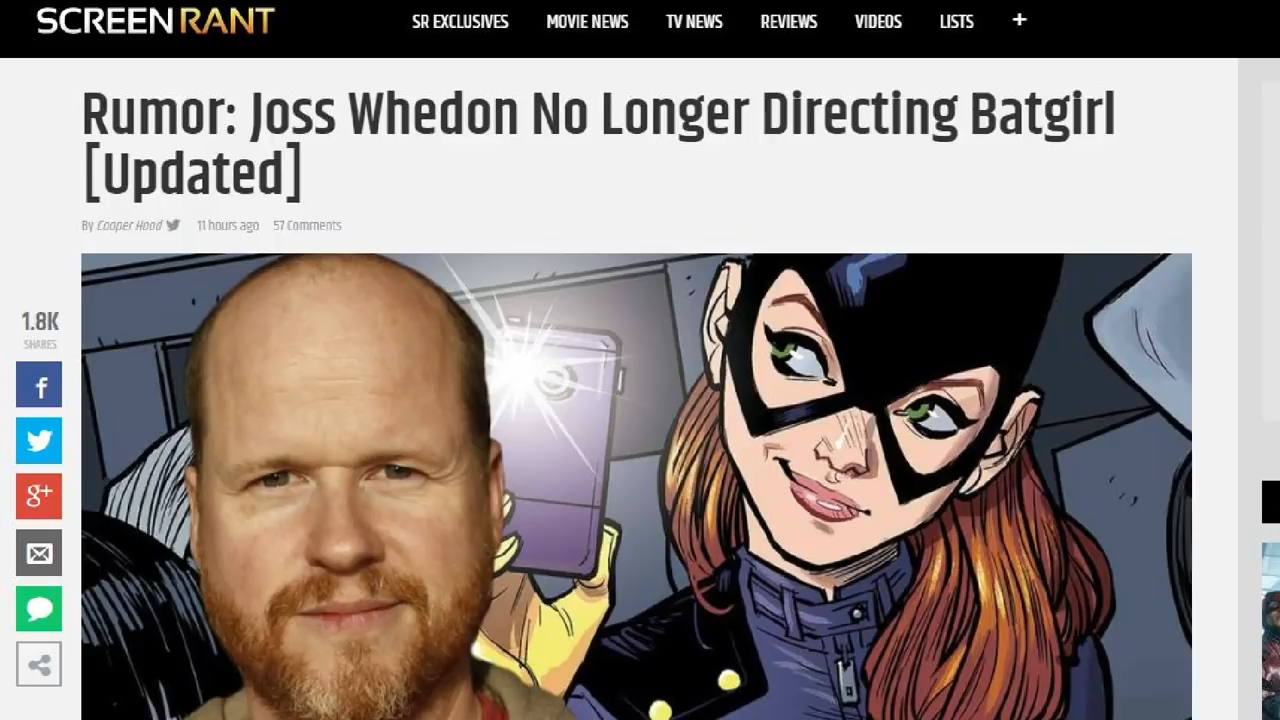 SCREENRANT
SR EXCLUSIVES MOVIE NEWS TV NEWS REVIEWS VIDEOS LISTS +
Rumor: Joss Whedon No Longer Directing Batgirl
[Updated]
By Cooper Hood 11 hours ago 57 Comments
1.8K
SHARES
f
g+